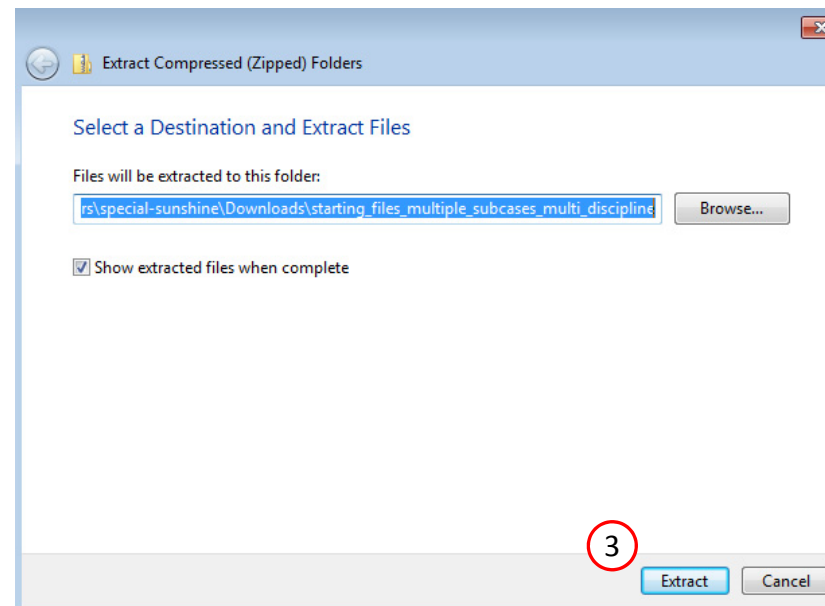 Extract Compressed (Zipped) Folders
Select a Destination and Extract Files
Files will be extracted to this folder:
rs\special-sunshine\Downloads\starting_files_multiple_subcases_multi_discipline
Browse...
Show extracted files when complete
3
Extract
Cancel